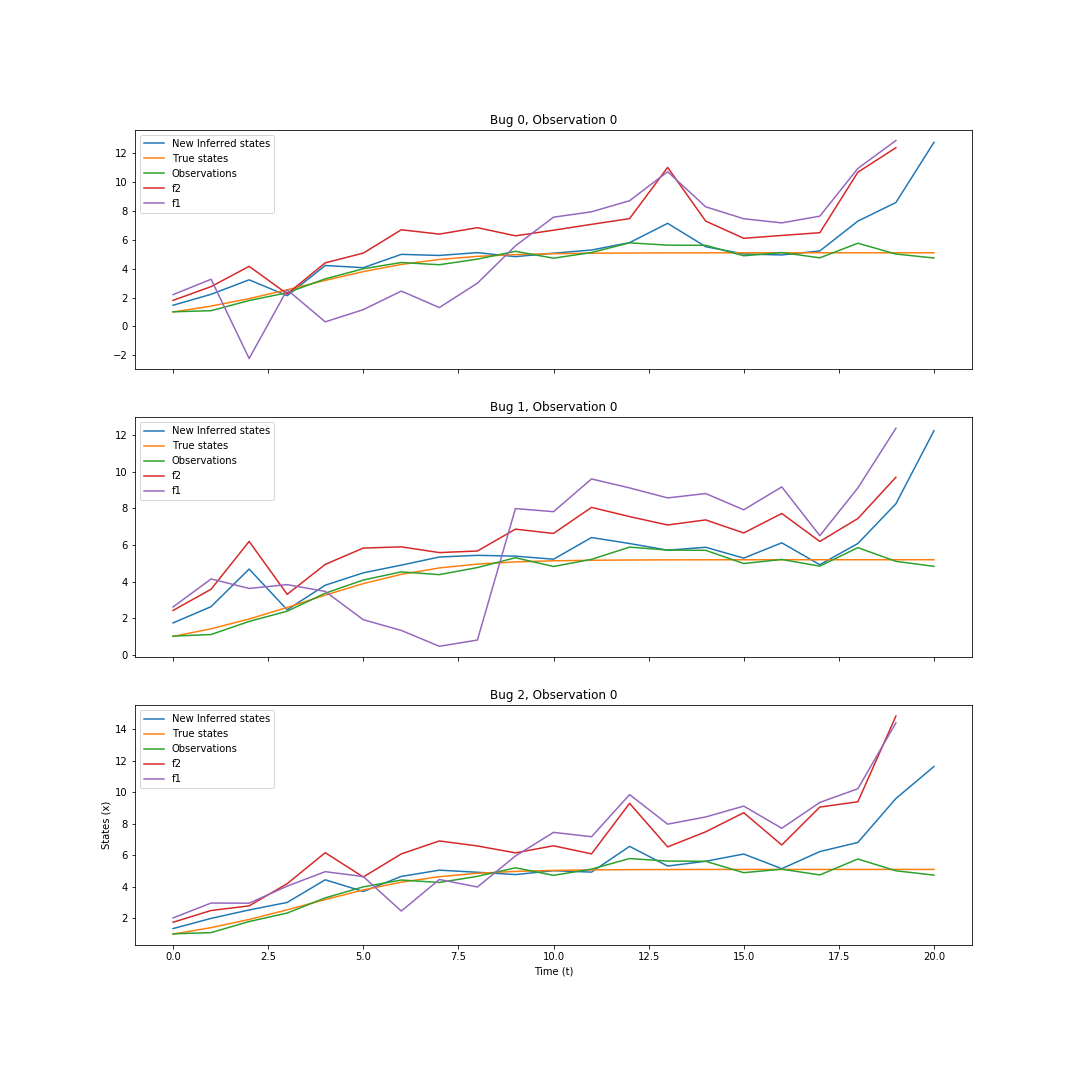 Bug 0, Observation 0
New Inferred states
True states
Observations
f2
f1
12
10
8
6
4
2
0
−2
Bug 1, Observation 0
New Inferred states
True states
Observations
f2
f1
12
10
8
6
4
2
0
Bug 2, Observation 0
New Inferred states
True states
Observations
f2
f1
14
12
10
8
6
4
2
States (x)
0.0 2.5 5.0 7.5 10.0 12.5 15.0 17.5 20.0
Time (t)